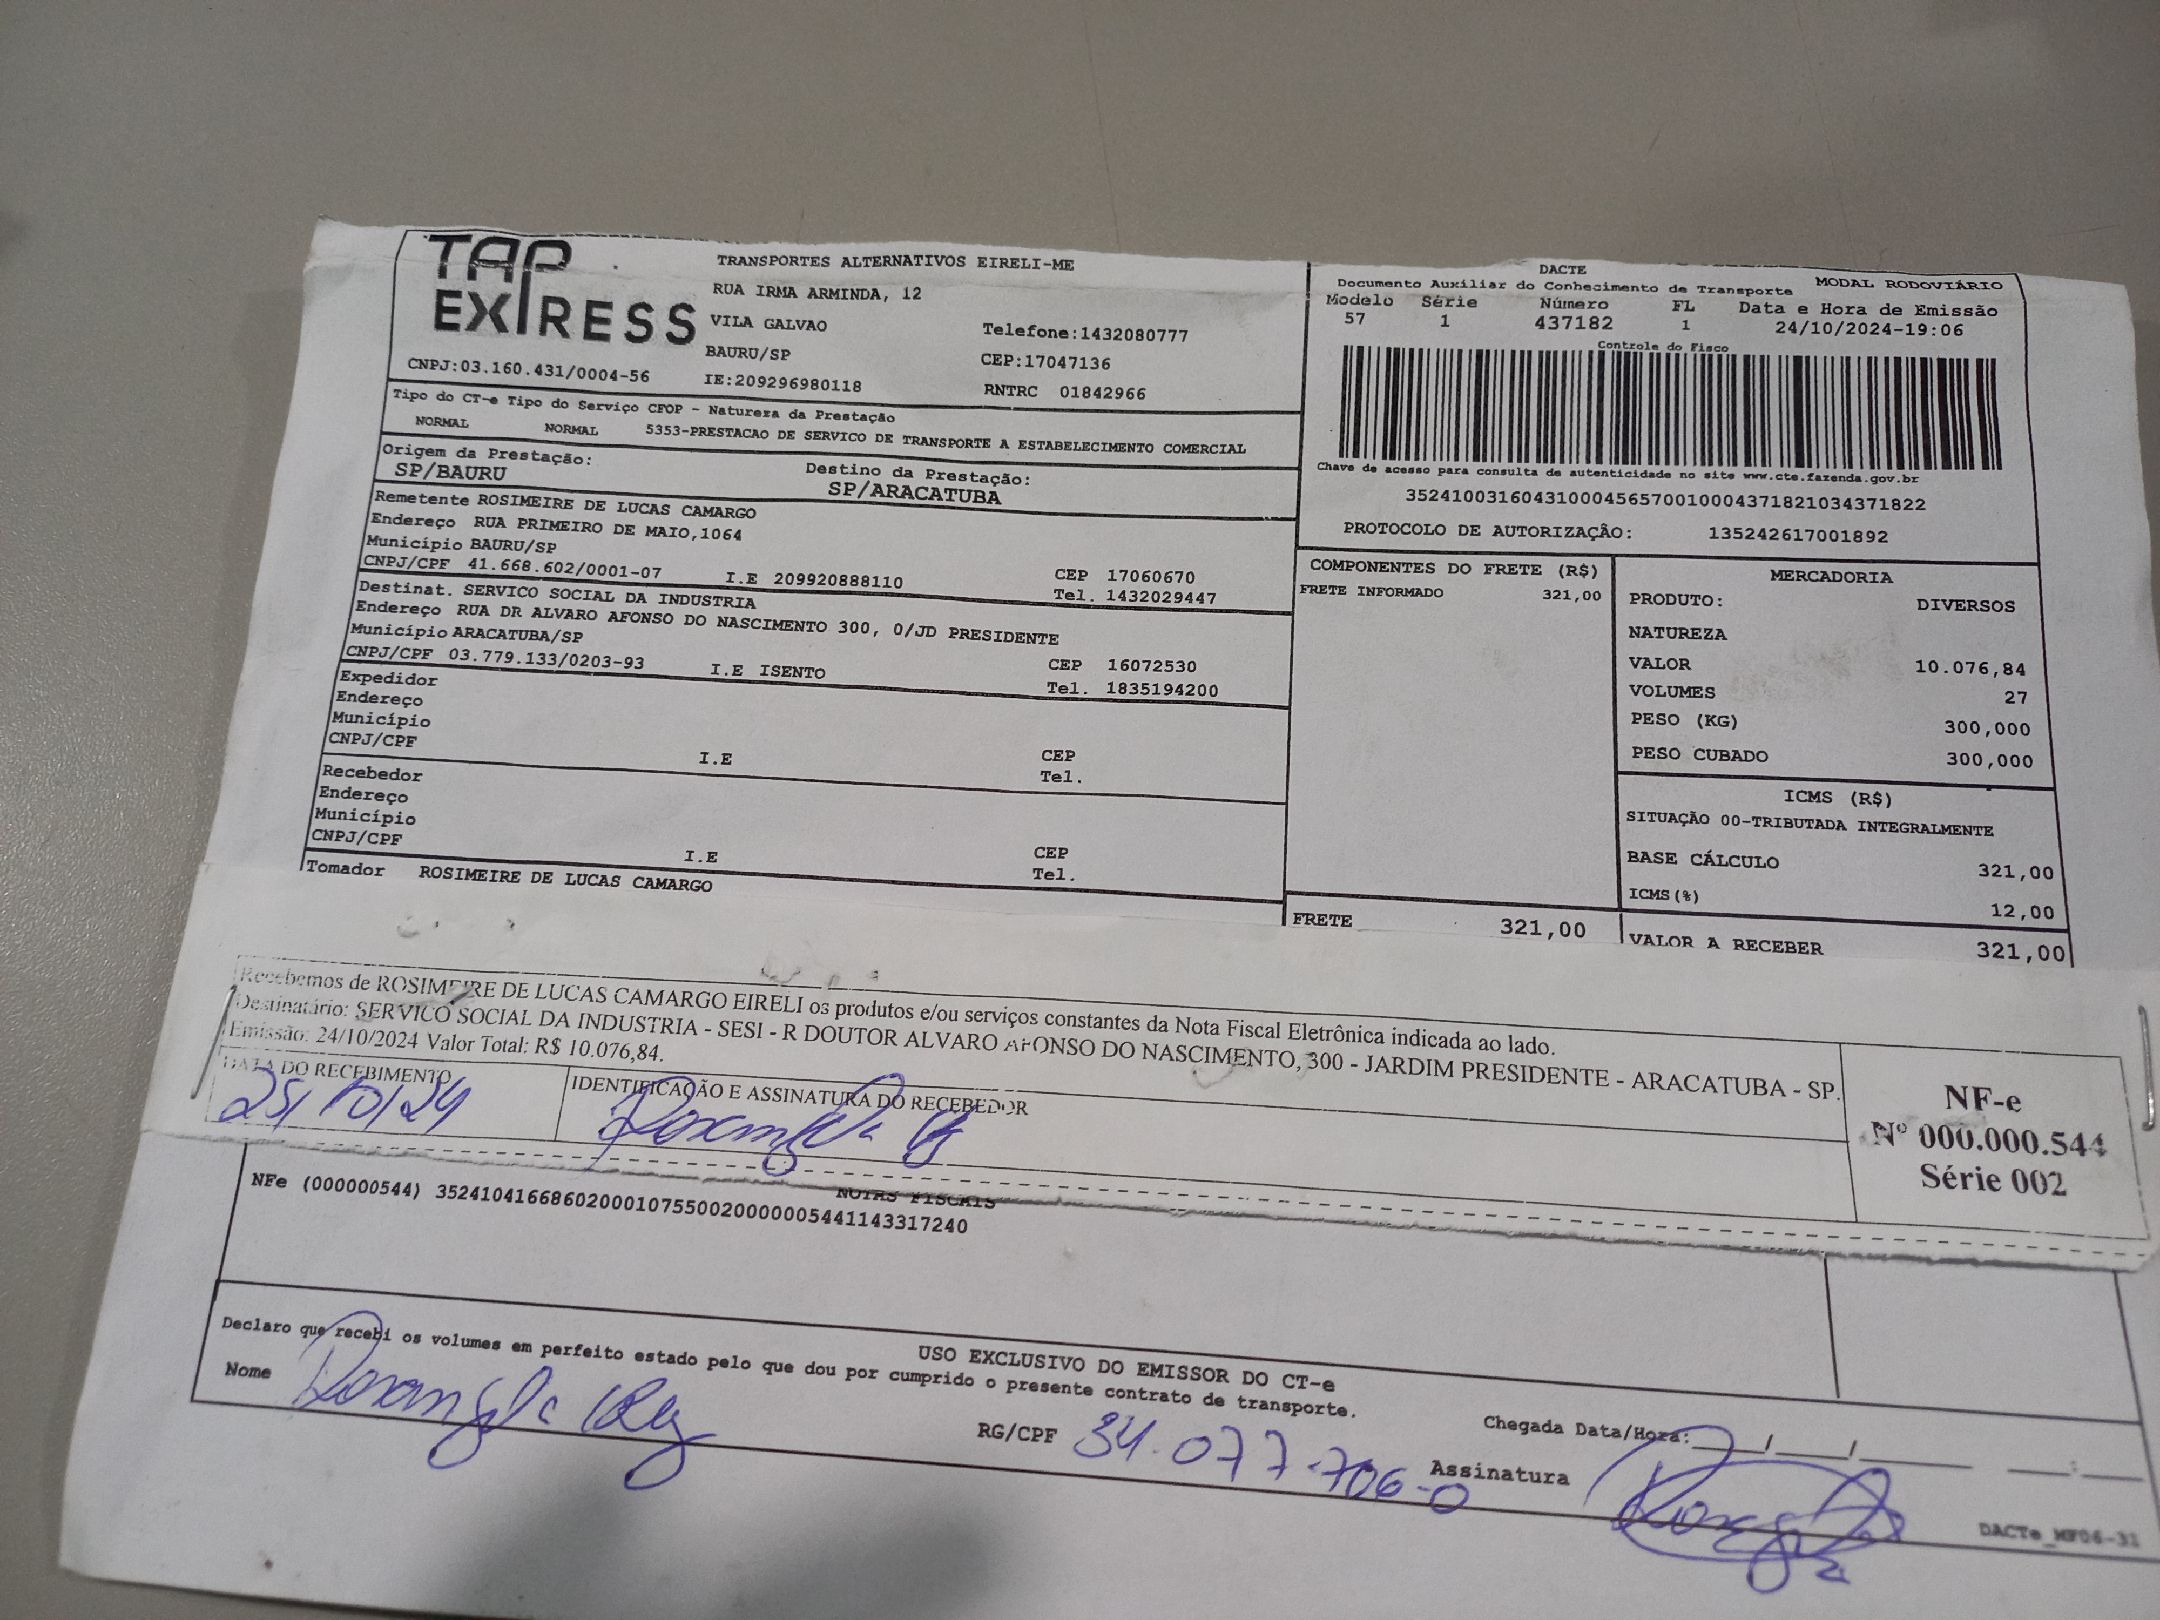 TAP EXPRESS
CNPJ:03.160.431/0004-56
TRANSPORTES ALTERNATIVOS EIRELI-ME
RUA IRMA ARMINDA, 12
VILA GALVAO
BAURU/SP
IE:209296980118
Telefone:1432080777
CEP:17047136
RNTRC 01842966
DACTE
Documento Auxiliar do Conhecimento de Transporte MODAL RODOVIÁRIO
Modelo Série Número FL Data e Hora de Emissão
57 1 437182 1 24/10/2024-19:06
Controle do Fisco
Chave de acesso para consulta de autenticidade no site www.cte.fazenda.gov.br
35241003160431000456570010004371821034371822
PROTOCOLO DE AUTORIZAÇÃO: 135242617001892
Tipo do CT-e Tipo do Serviço CFOP - Natureza da Prestação
NORMAL NORMAL 5353-PRESTACAO DE SERVICO DE TRANSPORTE A ESTABELECIMENTO COMERCIAL
Origem da Prestação: Destino da Prestação:
SP/BAURU SP/ARACATUBA
Remetente ROSIMEIRE DE LUCAS CAMARGO
Endereço RUA PRIMEIRO DE MAIO,1064
Município BAURU/SP CEP 17060670
CNPJ/CPF 41.668.602/0001-07 I.E 209920888110 Tel. 1432029447
Destinat. SERVICO SOCIAL DA INDUSTRIA
Endereço RUA DR ALVARO AFONSO DO NASCIMENTO 300, 0/JD PRESIDENTE
Município ARACATUBA/SP CEP 16072530
CNPJ/CPF 03.779.133/0203-93 I.E ISENTO Tel. 1835194200
Expedidor
Endereço
Município CEP
CNPJ/CPF I.E Tel.
Recebedor
Endereço
Município CEP
CNPJ/CPF I.E Tel.
Tomador ROSIMEIRE DE LUCAS CAMARGO
COMPONENTES DO FRETE (R$)
FRETE INFORMADO 321,00
FRETE 321,00
MERCADORIA
PRODUTO: DIVERSOS
NATUREZA
VALOR 10.076,84
VOLUMES 27
PESO (KG) 300,000
PESO CUBADO 300,000
ICMS (R$)
SITUAÇÃO 00-TRIBUTADA INTEGRALMENTE
BASE CÁLCULO 321,00
ICMS(%) 12,00
VALOR A RECEBER 321,00
Recebemos de ROSIMEIRE DE LUCAS CAMARGO EIRELI os produtos e/ou serviços constantes da Nota Fiscal Eletrônica indicada ao lado.
Destinatário: SERVICO SOCIAL DA INDUSTRIA - SESI - R DOUTOR ALVARO AFONSO DO NASCIMENTO, 300 - JARDIM PRESIDENTE - ARACATUBA - SP.
Emissão: 24/10/2024 Valor Total: R$ 10.076,84.
DATA DO RECEBIMENTO IDENTIFICAÇÃO E ASSINATURA DO RECEBEDOR
25/10/24
NF-e
Nº 000.000.544
Série 002
NOTAS FISCAIS
NFe (000000544) 35241041668602000107550020000005441143317240
USO EXCLUSIVO DO EMISSOR DO CT-e
Declaro que recebi os volumes em perfeito estado pelo que dou por cumprido o presente contrato de transporte.
Nome RG/CPF 34.077.706-0 Chegada Data/Hora: / / :
Assinatura
DACTe_MF06-31